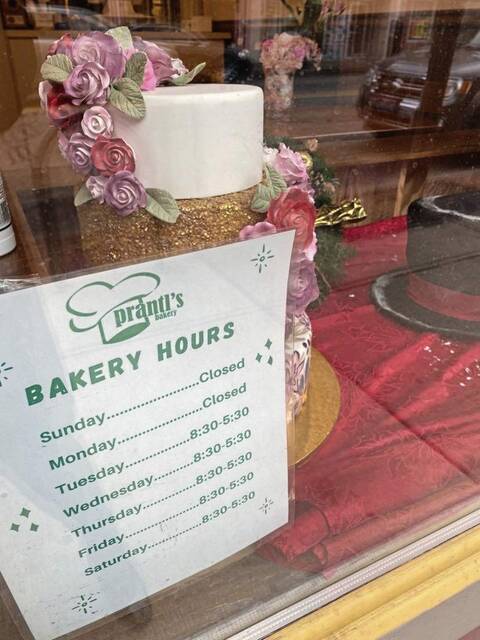 prantl's
bakery
BAKERY HOURS
Sunday......................Closed
Monday....................Closed
Tuesday................8:30-5:30
Wednesday..........8:30-5:30
Thursday..............8:30-5:30
Friday...................8:30-5:30
Saturday..............8:30-5:30